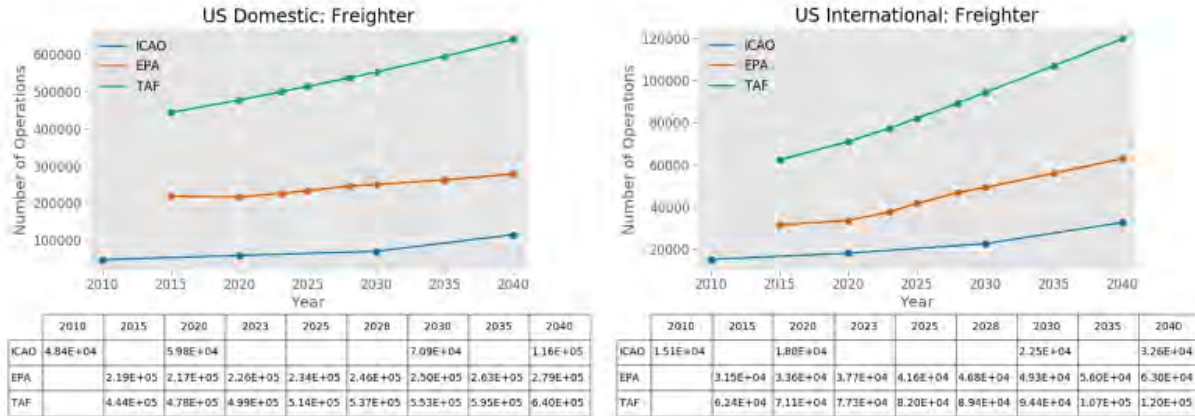 US Domestic: Freighter
ICAO
EPA
TAF
600000
500000
400000
300000
200000
100000
Number of Operations
2010 2015 2020 2025 2030 2035 2040
Year
2010 2015 2020 2023 2025 2028 2030 2035 2040
ICAO 4.84E+04 5.98E+04 7.09E+04 1.16E+05
EPA 2.19E+05 2.17E+05 2.26E+05 2.34E+05 2.46E+05 2.50E+05 2.63E+05 2.79E+05
TAF 4.44E+05 4.78E+05 4.99E+05 5.14E+05 5.37E+05 5.53E+05 5.95E+05 6.40E+05
US International: Freighter
ICAO
EPA
TAF
120000
100000
80000
60000
40000
20000
Number of Operations
2010 2015 2020 2025 2030 2035 2040
Year
2010 2015 2020 2023 2025 2028 2030 2035 2040
ICAO 1.51E+04 1.80E+04 2.25E+04 3.26E+04
EPA 3.15E+04 3.36E+04 3.77E+04 4.16E+04 4.68E+04 4.93E+04 5.60E+04 6.30E+04
TAF 6.24E+04 7.11E+04 7.73E+04 8.20E+04 8.94E+04 9.44E+04 1.07E+05 1.20E+05